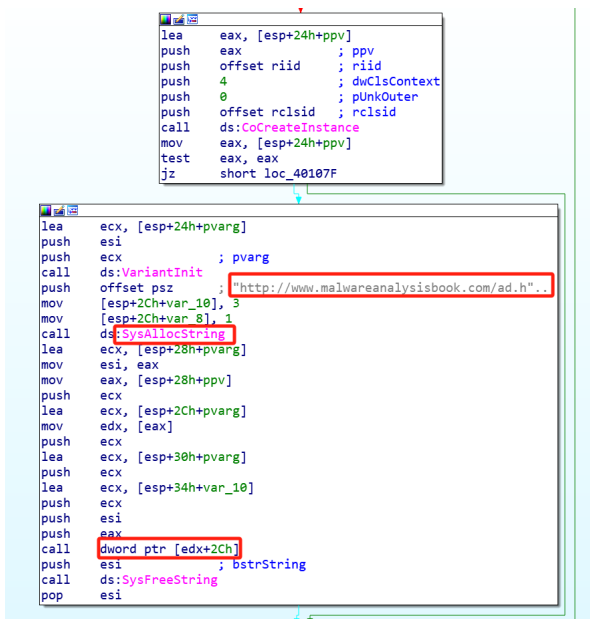 lea eax, [esp+24h+ppv]
push eax ; ppv
push offset riid ; riid
push 4 ; dwClsContext
push 0 ; pUnkOuter
push offset rclsid ; rclsid
call ds:CoCreateInstance
mov eax, [esp+24h+ppv]
test eax, eax
jz short loc_40107F
lea ecx, [esp+24h+pvarg]
push esi
push ecx ; pvarg
call ds:VariantInit
push offset psz ; "http://www.malwareanalysisbook.com/ad.h"..
mov [esp+2Ch+var_10], 3
mov [esp+2Ch+var_8], 1
call ds:SysAllocString
lea ecx, [esp+28h+pvarg]
mov esi, eax
mov eax, [esp+28h+ppv]
push ecx
lea ecx, [esp+2Ch+pvarg]
mov edx, [eax]
push ecx
lea ecx, [esp+30h+pvarg]
push ecx
lea ecx, [esp+34h+var_10]
push ecx
push esi
push eax
call dword ptr [edx+2Ch]
push esi ; bstrString
call ds:SysFreeString
pop esi